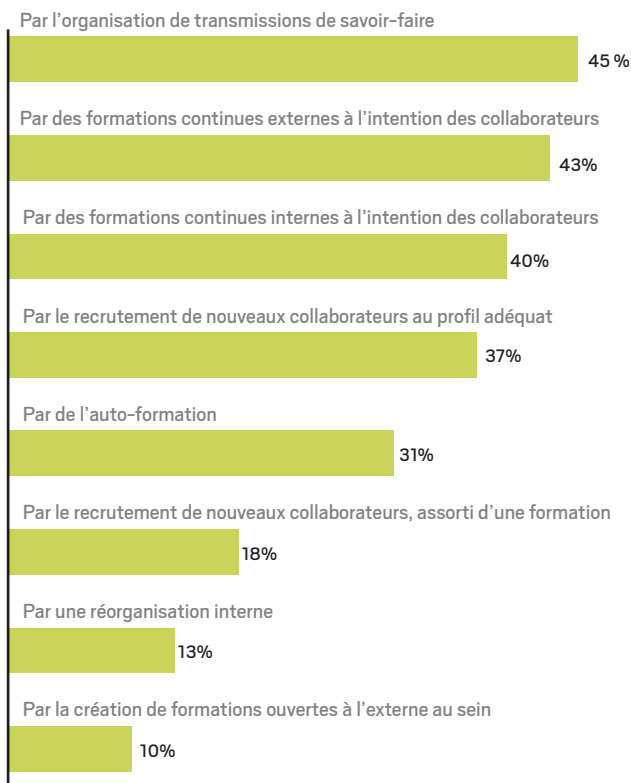 Par l'organisation de transmissions de savoir-faire
45 %
Par des formations continues externes à l'intention des collaborateurs
43%
Par des formations continues internes à l'intention des collaborateurs
40%
Par le recrutement de nouveaux collaborateurs au profil adéquat
37%
Par de l'auto-formation
31%
Par le recrutement de nouveaux collaborateurs, assorti d'une formation
18%
Par une réorganisation interne
13%
Par la création de formations ouvertes à l'externe au sein
10%